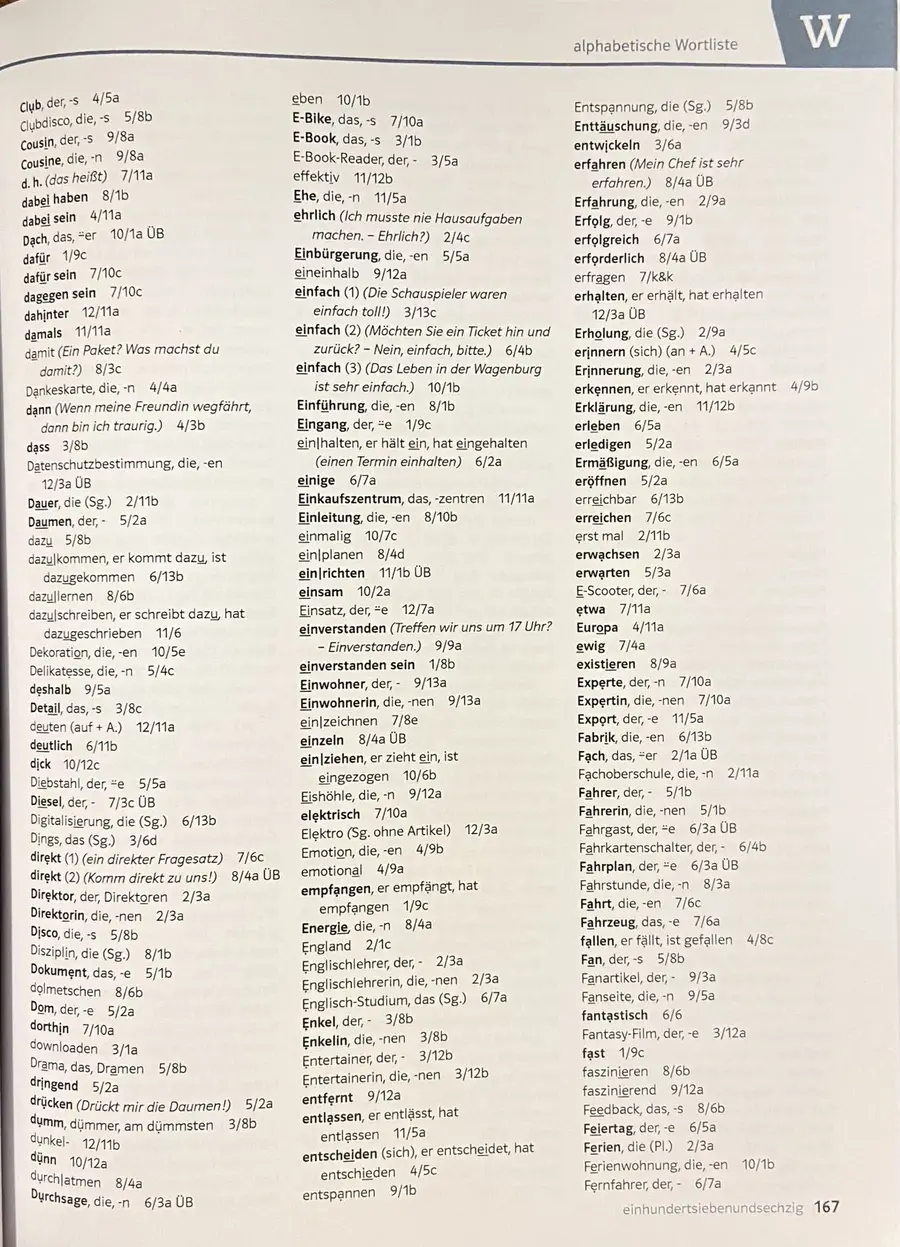 alphabetische Wortliste
W
Club, der, -s 4/5a
Clubdisco, die, -s 5/8b
Cousin, der, -s 9/8a
Cousine, die, -n 9/8a
d. h. (das heißt) 7/11a
dabei haben 8/1b
dabei sein 4/11a
Dach, das, ⸚er 10/1a ÜB
dafür 1/9c
dafür sein 7/10c
dagegen sein 7/10c
dahinter 12/11a
damals 11/11a
damit (Ein Paket? Was machst du
damit?) 8/3c
Dankeskarte, die, -n 4/4a
dann (Wenn meine Freundin wegfährt,
dann bin ich traurig.) 4/3b
dass 3/8b
Datenschutzbestimmung, die, -en
12/3a ÜB
Dauer, die (Sg.) 2/11b
Daumen, der, - 5/2a
dazu 5/8b
dazu|kommen, er kommt dazu, ist
dazugekommen 6/13b
dazu|lernen 8/6b
dazu|schreiben, er schreibt dazu, hat
dazugeschrieben 11/6
Dekoration, die, -en 10/5e
Delikatesse, die, -n 5/4c
deshalb 9/5a
Detail, das, -s 3/8c
deuten (auf + A.) 12/11a
deutlich 6/11b
dick 10/12c
Diebstahl, der, ⸚e 5/5a
Diesel, der, - 7/3c ÜB
Digitalisierung, die (Sg.) 6/13b
Dings, das (Sg.) 3/6d
direkt (1) (ein direkter Fragesatz) 7/6c
direkt (2) (Komm direkt zu uns!) 8/4a ÜB
Direktor, der, Direktoren 2/3a
Direktorin, die, -nen 2/3a
Disco, die, -s 5/8b
Disziplin, die (Sg.) 8/1b
Dokument, das, -e 5/1b
dolmetschen 8/6b
Dom, der, -e 5/2a
dorthin 7/10a
downloaden 3/1a
Drama, das, Dramen 5/8b
dringend 5/2a
drücken (Drückt mir die Daumen!) 5/2a
dumm, dümmer, am dümmsten 3/8b
dunkel- 12/11b
dünn 10/12a
durch|atmen 8/4a
Durchsage, die, -n 6/3a ÜB
eben 10/1b
E-Bike, das, -s 7/10a
E-Book, das, -s 3/1b
E-Book-Reader, der, - 3/5a
effektiv 11/12b
Ehe, die, -n 11/5a
ehrlich (Ich musste nie Hausaufgaben
machen. – Ehrlich?) 2/4c
Einbürgerung, die, -en 5/5a
eineinhalb 9/12a
einfach (1) (Die Schauspieler waren
einfach toll!) 3/13c
einfach (2) (Möchten Sie ein Ticket hin und
zurück? – Nein, einfach, bitte.) 6/4b
einfach (3) (Das Leben in der Wagenburg
ist sehr einfach.) 10/1b
Einführung, die, -en 8/1b
Eingang, der, ⸚e 1/9c
ein|halten, er hält ein, hat eingehalten
(einen Termin einhalten) 6/2a
einige 6/7a
Einkaufszentrum, das, -zentren 11/11a
Einleitung, die, -en 8/10b
einmalig 10/7c
ein|planen 8/4d
ein|richten 11/1b ÜB
einsam 10/2a
Einsatz, der, ⸚e 12/7a
einverstanden (Treffen wir uns um 17 Uhr?
– Einverstanden.) 9/9a
einverstanden sein 1/8b
Einwohner, der, - 9/13a
Einwohnerin, die, -nen 9/13a
ein|zeichnen 7/8e
einzeln 8/4a ÜB
ein|ziehen, er zieht ein, ist
eingezogen 10/6b
Eishöhle, die, -n 9/12a
elektrisch 7/10a
Elektro (Sg. ohne Artikel) 12/3a
Emotion, die, -en 4/9b
emotional 4/9a
empfangen, er empfängt, hat
empfangen 1/9c
Energie, die, -n 8/4a
England 2/1c
Englischlehrer, der, - 2/3a
Englischlehrerin, die, -nen 2/3a
Englisch-Studium, das (Sg.) 6/7a
Enkel, der, - 3/8b
Enkelin, die, -nen 3/8b
Entertainer, der, - 3/12b
Entertainerin, die, -nen 3/12b
entfernt 9/12a
entlassen, er entlässt, hat
entlassen 11/5a
entscheiden (sich), er entscheidet, hat
entschieden 4/5c
entspannen 9/1b
Entspannung, die (Sg.) 5/8b
Enttäuschung, die, -en 9/3d
entwickeln 3/6a
erfahren (Mein Chef ist sehr
erfahren.) 8/4a ÜB
Erfahrung, die, -en 2/9a
Erfolg, der, -e 9/1b
erfolgreich 6/7a
erforderlich 8/4a ÜB
erfragen 7/k&k
erhalten, er erhält, hat erhalten
12/3a ÜB
Erholung, die (Sg.) 2/9a
erinnern (sich) (an + A.) 4/5c
Erinnerung, die, -en 2/3a
erkennen, er erkennt, hat erkannt 4/9b
Erklärung, die, -en 11/12b
erleben 6/5a
erledigen 5/2a
Ermäßigung, die, -en 6/5a
eröffnen 5/2a
erreichbar 6/13b
erreichen 7/6c
erst mal 2/11b
erwachsen 2/3a
erwarten 5/3a
E-Scooter, der, - 7/6a
etwa 7/11a
Europa 4/11a
ewig 7/4a
existieren 8/9a
Experte, der, -n 7/10a
Expertin, die, -nen 7/10a
Export, der, -e 11/5a
Fabrik, die, -en 6/13b
Fach, das, ⸚er 2/1a ÜB
Fachoberschule, die, -n 2/11a
Fahrer, der, - 5/1b
Fahrerin, die, -nen 5/1b
Fahrgast, der, ⸚e 6/3a ÜB
Fahrkartenschalter, der, - 6/4b
Fahrplan, der, ⸚e 6/3a ÜB
Fahrstunde, die, -n 8/3a
Fahrt, die, -en 7/6c
Fahrzeug, das, -e 7/6a
fallen, er fällt, ist gefallen 4/8c
Fan, der, -s 5/8b
Fanartikel, der, - 9/3a
Fanseite, die, -n 9/5a
fantastisch 6/6
Fantasy-Film, der, -e 3/12a
fast 1/9c
faszinieren 8/6b
faszinierend 9/12a
Feedback, das, -s 8/6b
Feiertag, der, -e 6/5a
Ferien, die (Pl.) 2/3a
Ferienwohnung, die, -en 10/1b
Fernfahrer, der, - 6/7a
einhundertsiebenundsechzig 167